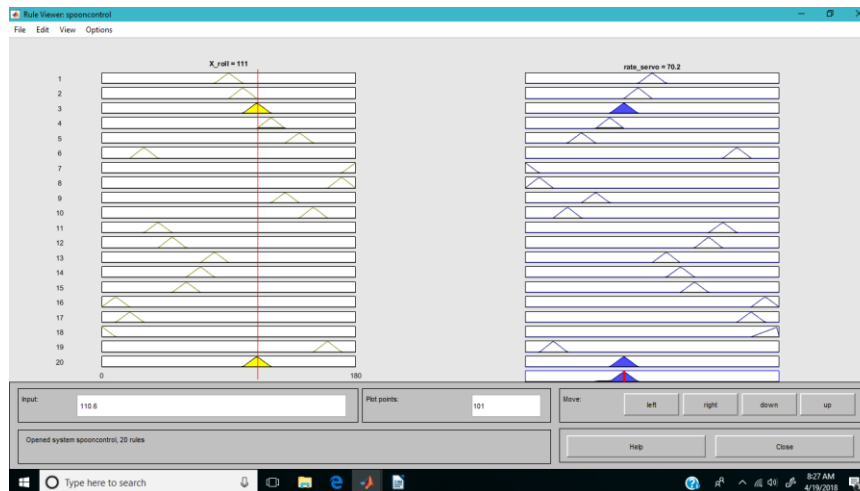 Rule Viewer: spooncontrol
File Edit View Options
X_roll = 111
rate_servo = 70.2
1
2
3
4
5
6
7
8
9
10
11
12
13
14
15
16
17
18
19
20
0 180
Input: 110.6
Plot points: 101
Move: left right down up
Opened system spooncontrol, 20 rules
Help Close
Type here to search
8:27 AM
4/19/2018